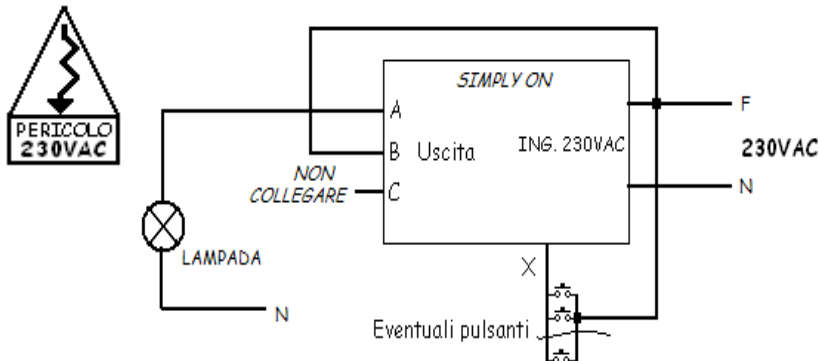 PERICOLO
230VAC
SIMPLY ON
A
F
B Uscita
ING. 230VAC
230VAC
NON
COLLEGARE
C
N
LAMPADA
X
N
Eventuali pulsanti